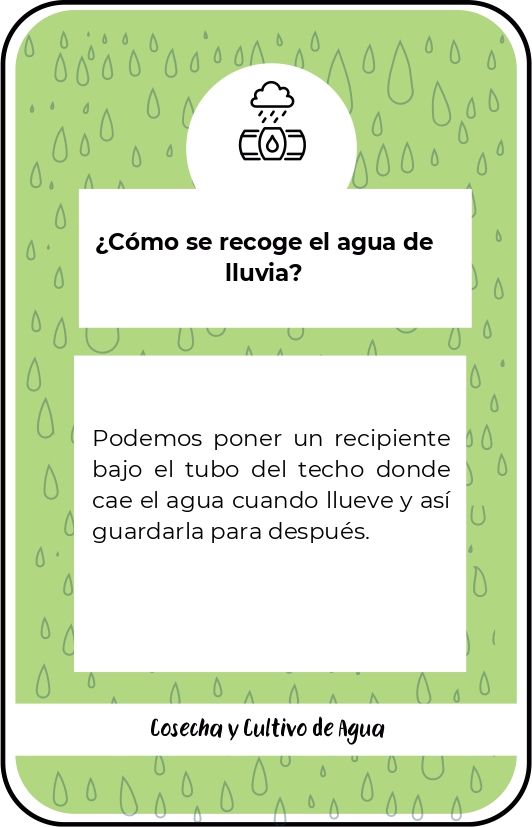 ¿Cómo se recoge el agua de
lluvia?
Podemos poner un recipiente
bajo el tubo del techo donde
cae el agua cuando llueve y así
guardarla para después.
Cosecha y Cultivo de Agua